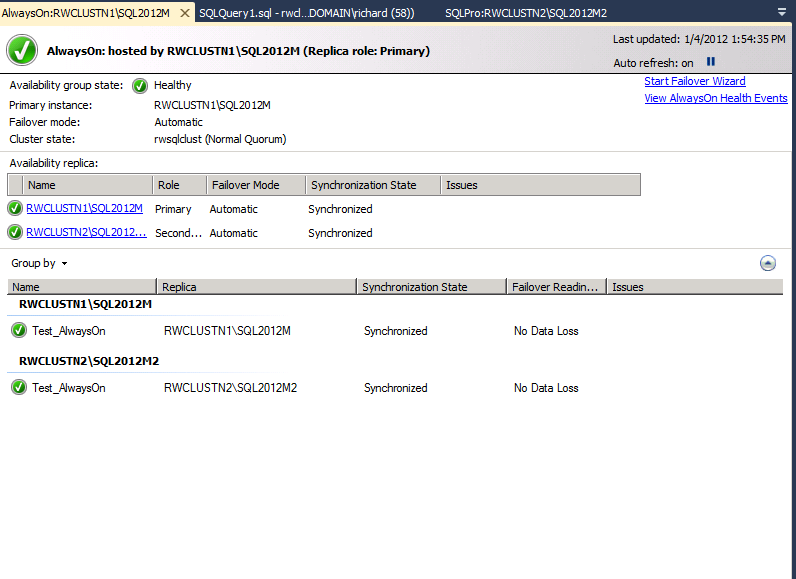 AlwaysOn:RWCLUSTN1\SQL2012M SQLQuery1.sql - rwcl...DOMAIN\richard (58)) SQLPro:RWCLUSTN2\SQL2012M2
AlwaysOn: hosted by RWCLUSTN1\SQL2012M (Replica role: Primary)
Last updated: 1/4/2012 1:54:35 PM
Auto refresh: on
Availability group state: Healthy
Primary instance: RWCLUSTN1\SQL2012M
Failover mode: Automatic
Cluster state: rwsqlclust (Normal Quorum)
Start Failover Wizard
View AlwaysOn Health Events
Availability replica:
Name Role Failover Mode Synchronization State Issues
RWCLUSTN1\SQL2012M Primary Automatic Synchronized
RWCLUSTN2\SQL2012... Second... Automatic Synchronized
Group by
Name Replica Synchronization State Failover Readin... Issues
RWCLUSTN1\SQL2012M
Test_AlwaysOn RWCLUSTN1\SQL2012M Synchronized No Data Loss
RWCLUSTN2\SQL2012M2
Test_AlwaysOn RWCLUSTN2\SQL2012M2 Synchronized No Data Loss